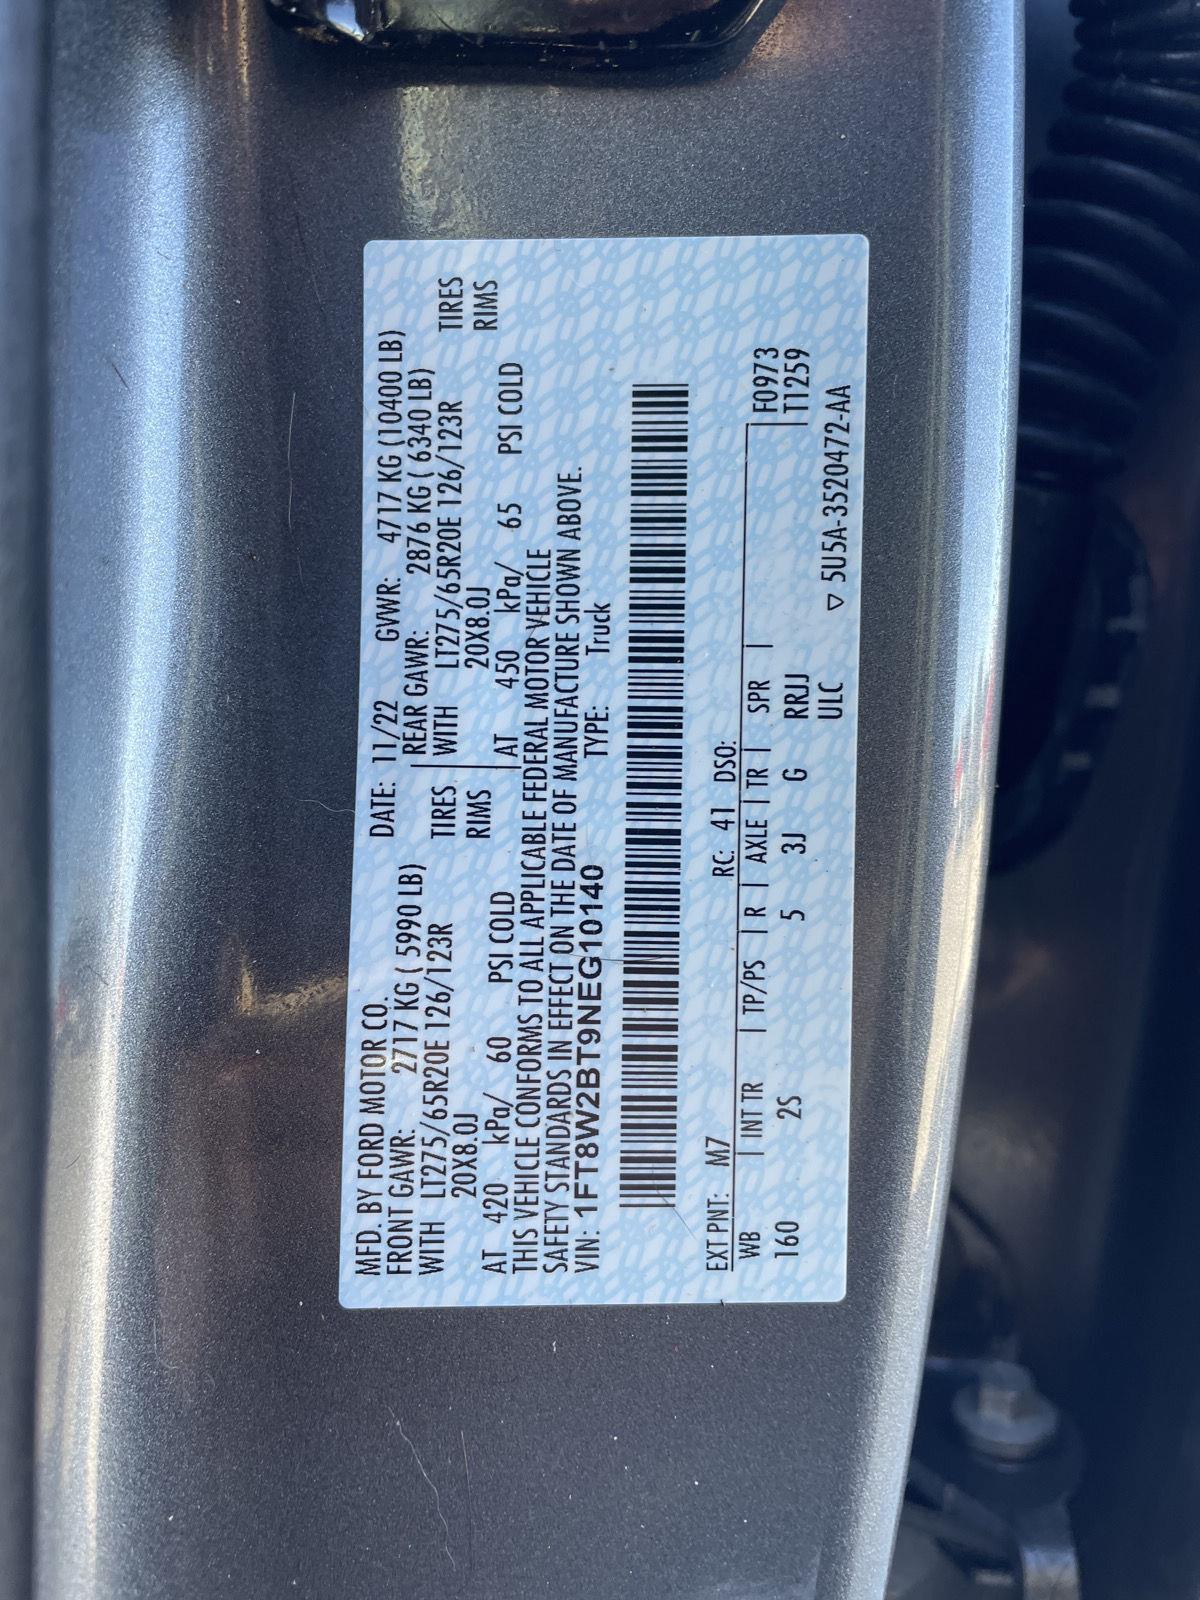 MFD. BY FORD MOTOR CO.
DATE: 11/22 GVWR: 4717 KG (10400 LB)
FRONT GAWR: 2717 KG ( 5990 LB)
REAR GAWR: 2876 KG ( 6340 LB)
WITH LT275/65R20E 126/123R TIRES
WITH LT275/65R20E 126/123R TIRES
20X8.0J RIMS
20X8.0J RIMS
AT 420 kPa/ 60 PSI COLD
AT 450 kPa/ 65 PSI COLD
THIS VEHICLE CONFORMS TO ALL APPLICABLE FEDERAL MOTOR VEHICLE
SAFETY STANDARDS IN EFFECT ON THE DATE OF MANUFACTURE SHOWN ABOVE.
VIN: 1FT8W2BT9NEG10140 TYPE: Truck
EXT PNT: M7 RC: 41 DSO:
WB | INT TR | TP/PS | R | AXLE | TR | SPR | F0973
160 2S 5 3J G RRJJ T1259
ULC ▽ 5U5A-3520472-AA